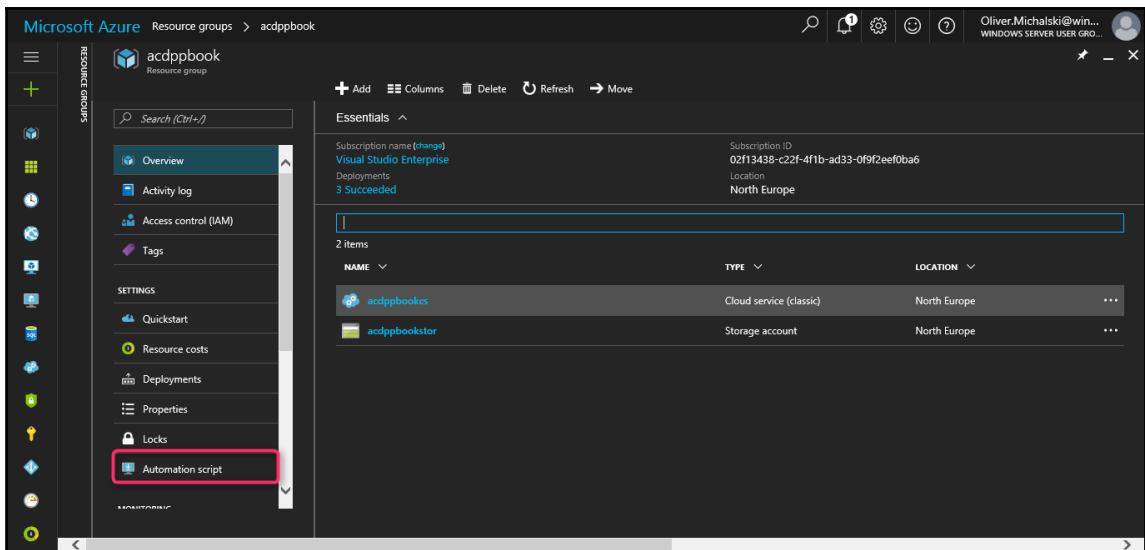 Microsoft Azure Resource groups > acdppbook
1
Oliver.Michalski@win...
WINDOWS SERVER USER GRO...
RESOURCE GROUPS
acdppbook
Resource group
Add Columns Delete Refresh Move
Search (Ctrl+/)
Essentials
Subscription name (change)
Visual Studio Enterprise
Deployments
3 Succeeded
Subscription ID
02f13438-c22f-4f1b-ad33-0f9f2eef0ba6
Location
North Europe
Overview
Activity log
Access control (IAM)
Tags
SETTINGS
Quickstart
Resource costs
Deployments
Properties
Locks
Automation script
MONITORING
2 items
NAME TYPE LOCATION
acdppbookcs Cloud service (classic) North Europe ...
acdppbookstor Storage account North Europe ...
SQL